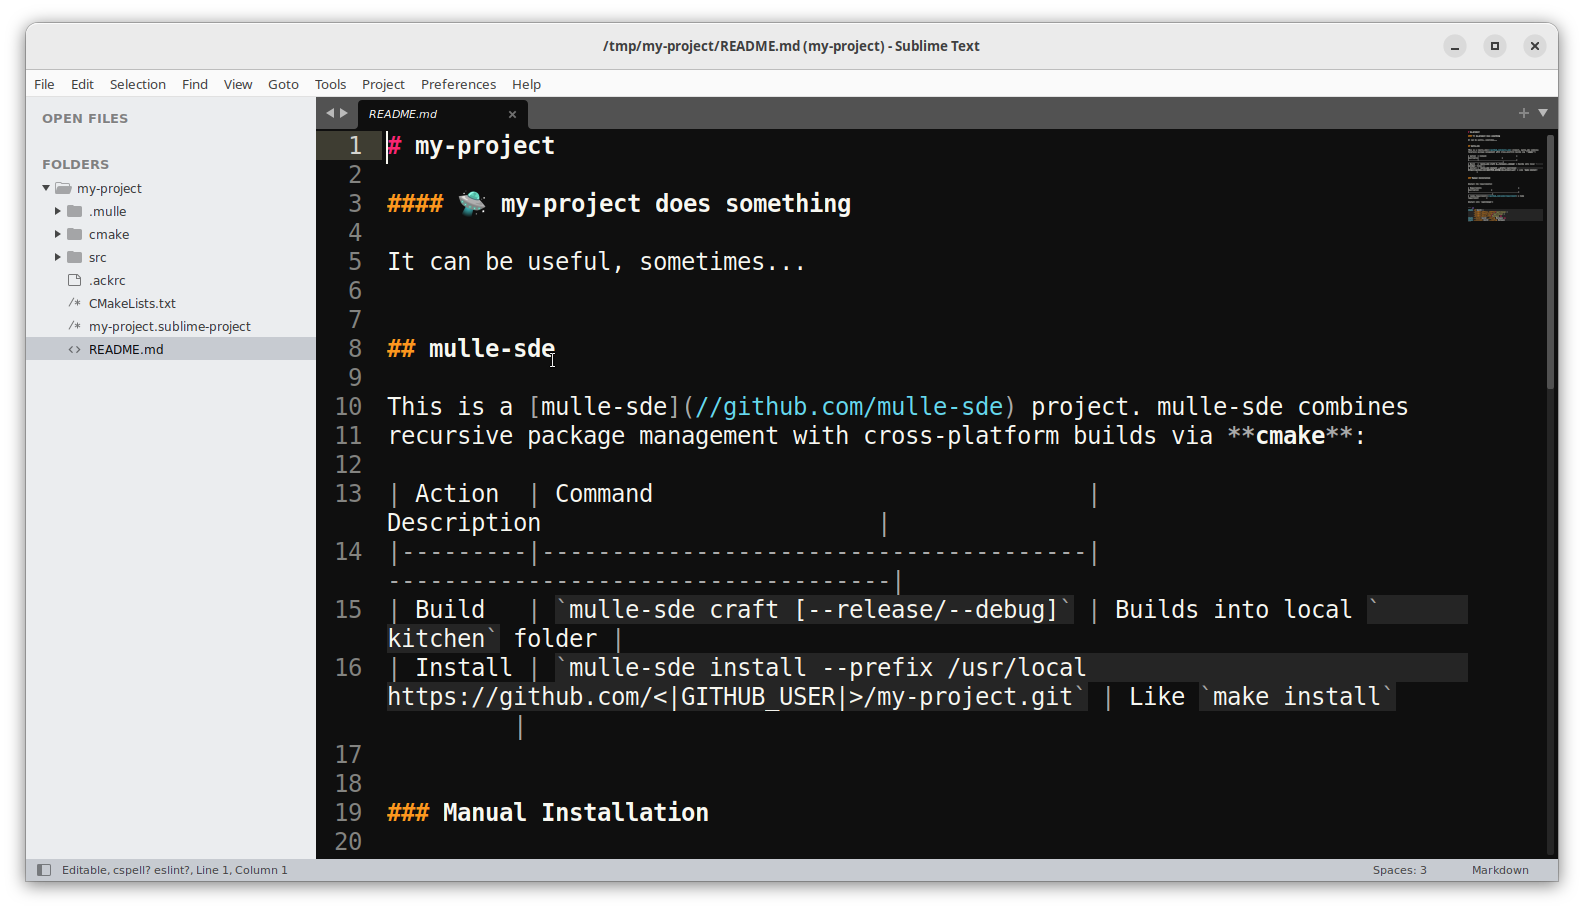 /tmp/my-project/README.md (my-project) - Sublime Text
File Edit Selection Find View Goto Tools Project Preferences Help
OPEN FILES
FOLDERS
my-project
.mulle
cmake
src
.ackrc
/* CMakeLists.txt
/* my-project.sublime-project
<> README.md
README.md
1 # my-project
2
3 #### 🛸 my-project does something
4
5 It can be useful, sometimes...
6
7
8 ## mulle-sde
9
10 This is a [mulle-sde](//github.com/mulle-sde) project. mulle-sde combines
11 recursive package management with cross-platform builds via **cmake**:
12
13 | Action  | Command                               |
Description                         |
14 |---------|---------------------------------------|
------------------------------------|
15 | Build   | `mulle-sde craft [--release/--debug]` | Builds into local `
kitchen` folder |
16 | Install | `mulle-sde install --prefix /usr/local
https://github.com/<|GITHUB_USER|>/my-project.git` | Like `make install`
|
17
18
19 ### Manual Installation
20
Editable, cspell? eslint?, Line 1, Column 1
Spaces: 3
Markdown